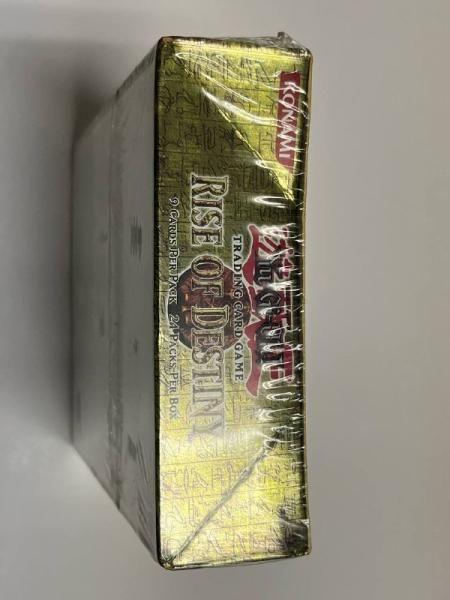 KONAMI
Yu-Gi-Oh!
TRADING CARD GAME
RISE OF DESTINY
9 CARDS PER PACK 24 PACKS PER BOX